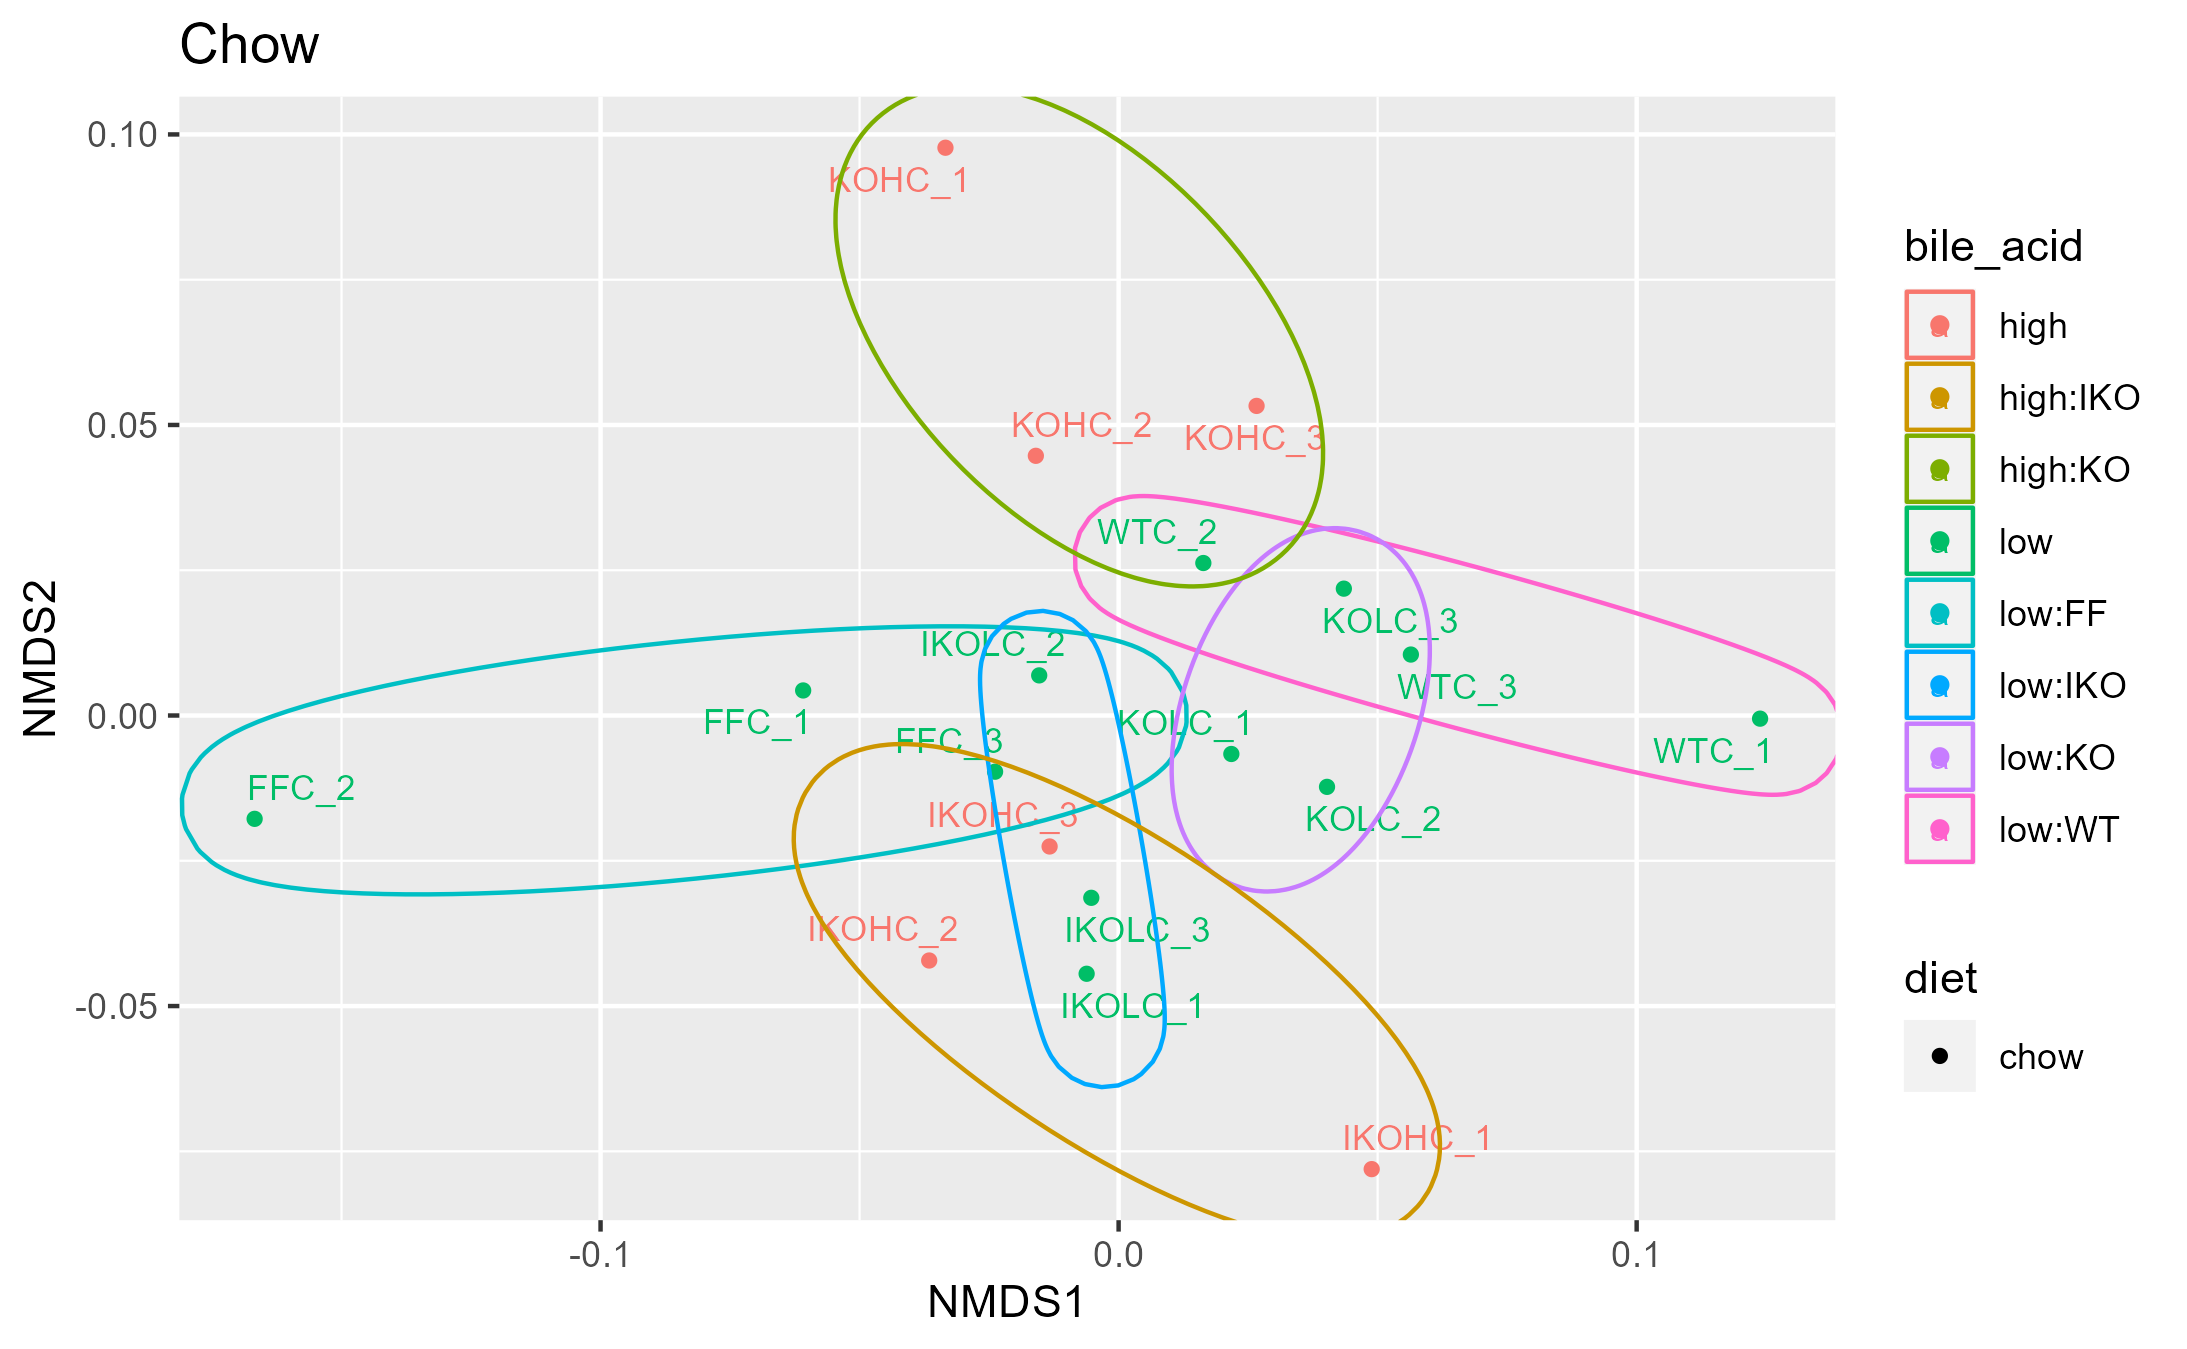 Chow
0.10
0.05
0.00
-0.05
NMDS2
KOHC_1
KOHC_2
KOHC_3
WTC_2
KOLC_3
IKOLC_2
WTC_3
FFC_1
KOLC_1
FFC_3
WTC_1
FFC_2
IKOHC_3
KOLC_2
IKOHC_2
IKOLC_3
IKOLC_1
IKOHC_1
-0.1
0.0
0.1
NMDS1
bile_acid
a high
a high:IKO
a high:KO
a low
a low:FF
a low:IKO
a low:KO
a low:WT
diet
chow